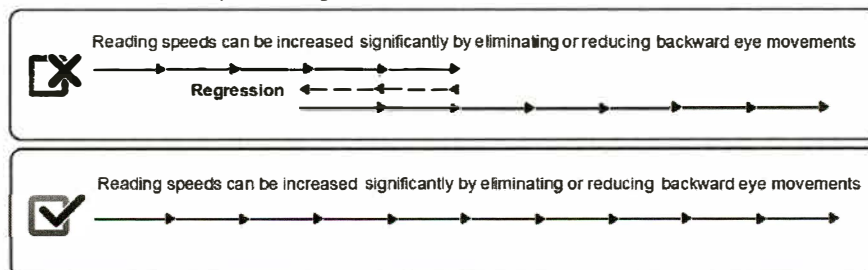 Reading speeds can be increased significantly by eliminating or reducing backward eye movements
Regression
Reading speeds can be increased significantly by eliminating or reducing backward eye movements